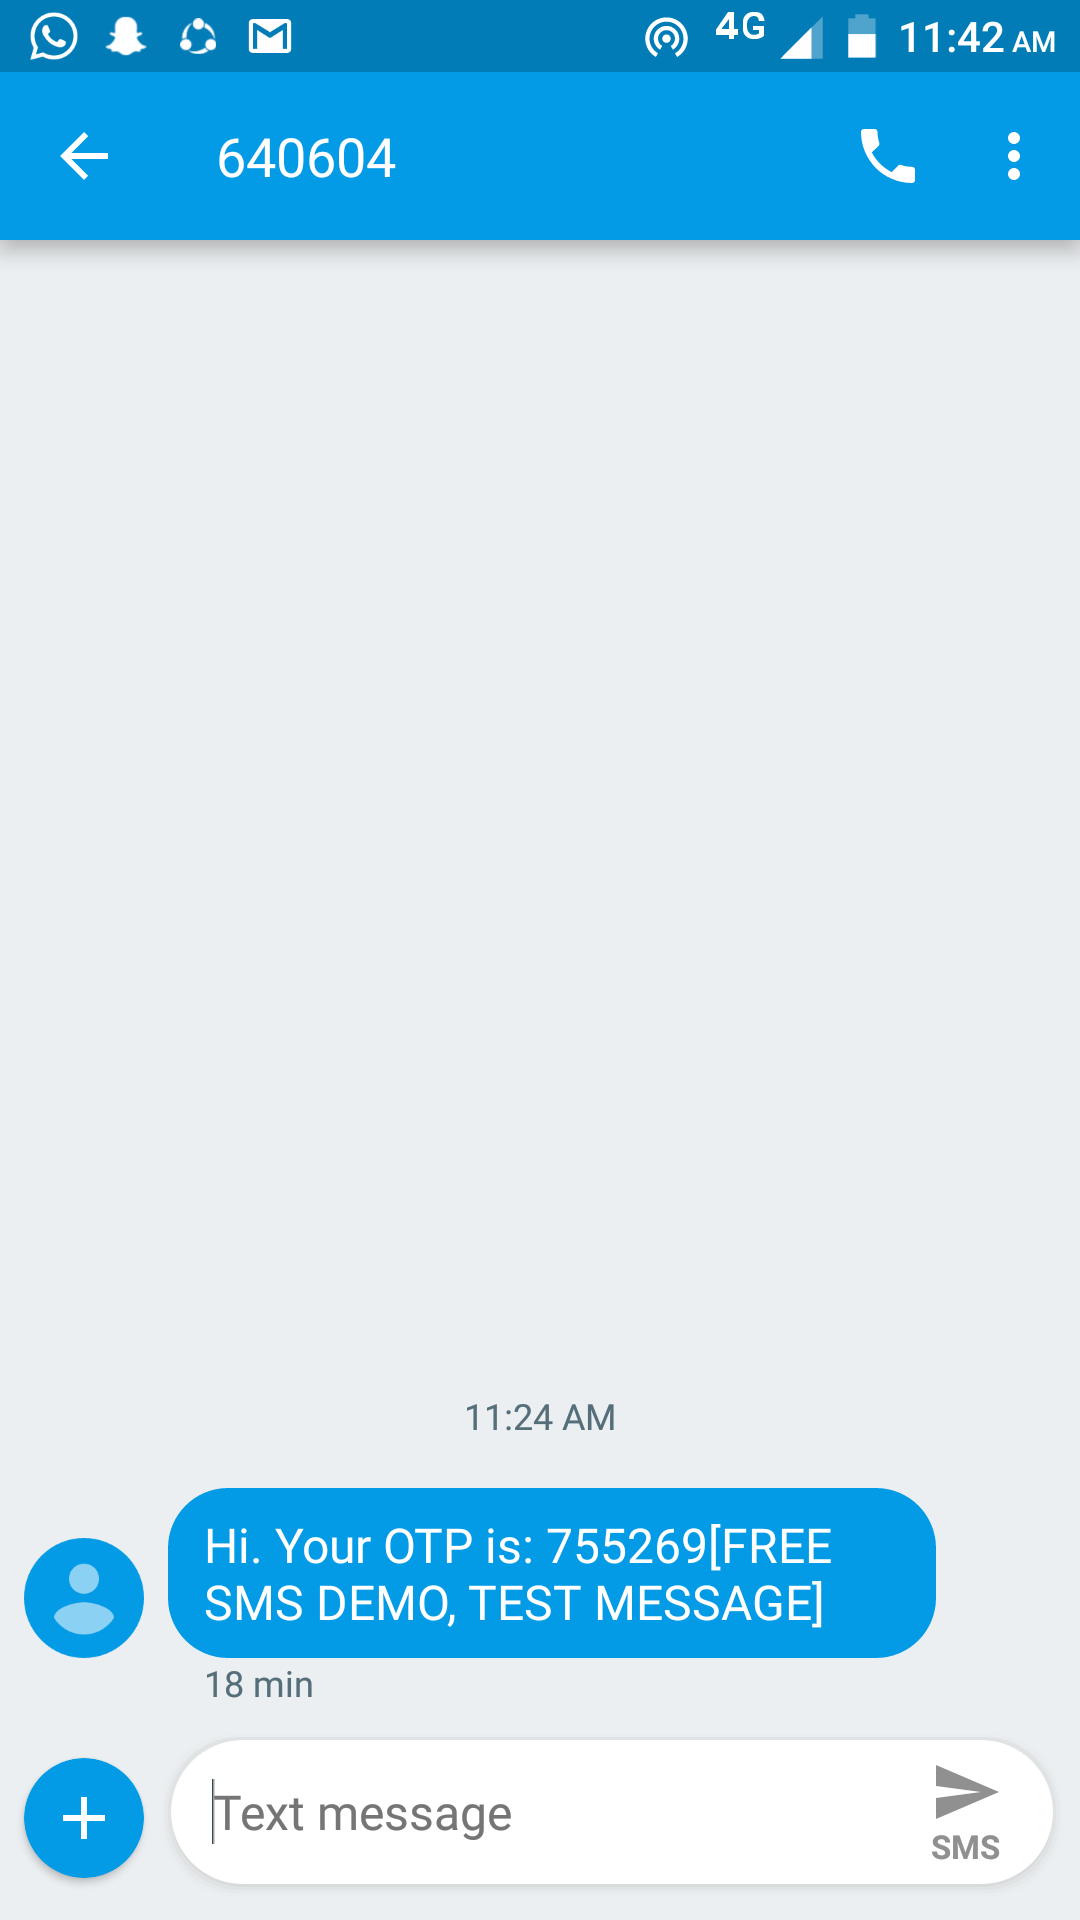 4G 11:42 AM
640604
11:24 AM
Hi. Your OTP is: 755269[FREE
SMS DEMO, TEST MESSAGE]
18 min
Text message
SMS